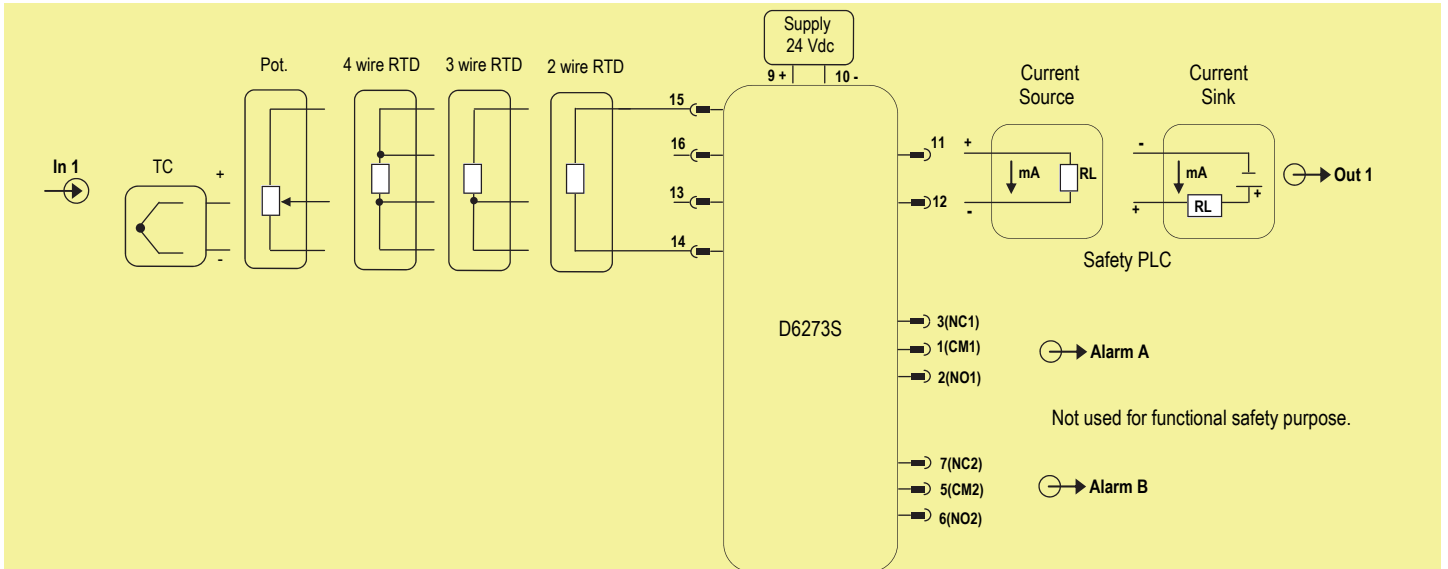 Supply
24 Vdc
9 +
10 -
Pot.
4 wire RTD
3 wire RTD
2 wire RTD
In 1
TC
+
-
15
16
13
14
D6273S
11
12
Current
Source
+
mA
RL
-
Current
Sink
-
mA
RL
+
+
Out 1
Safety PLC
3(NC1)
1(CM1)
2(NO1)
Alarm A
Not used for functional safety purpose.
7(NC2)
5(CM2)
6(NO2)
Alarm B